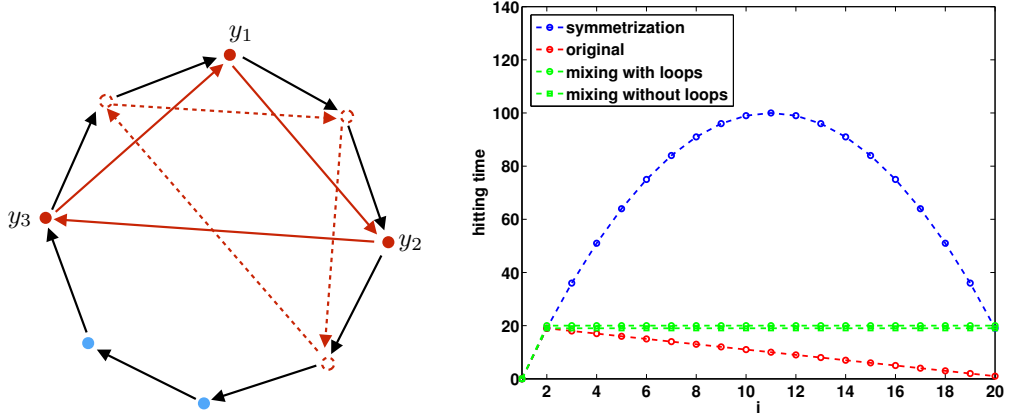 y1
y2
y3
hitting time
140
120
100
80
60
40
20
0
symmetrization
original
mixing with loops
mixing without loops
2 4 6 8 10 12 14 16 18 20
i